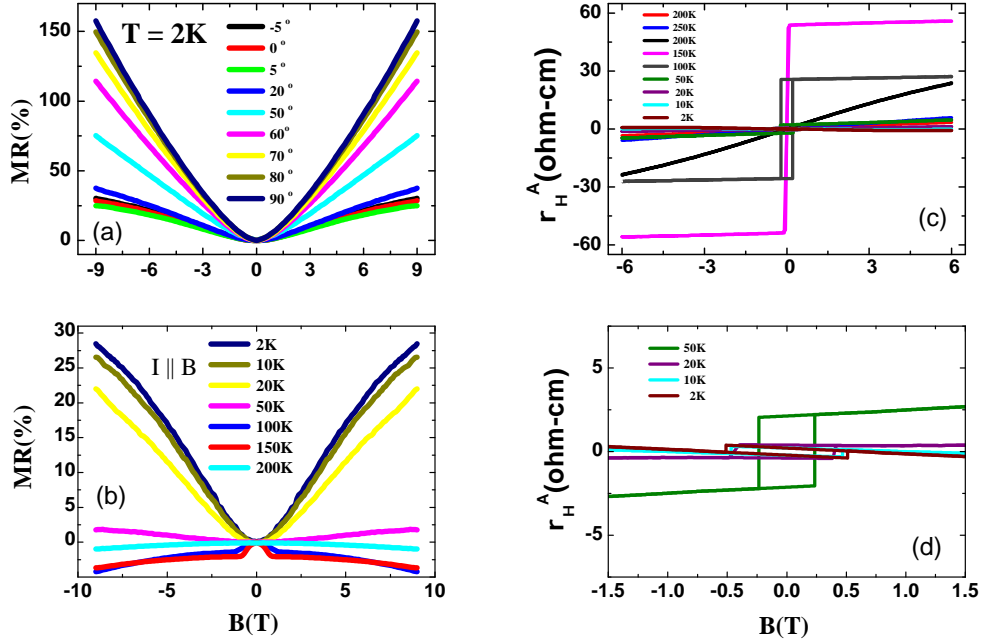 T = 2K
-5 °
0 °
5 °
20 °
50 °
60 °
70 °
80 °
90 °
MR(%)
150
100
50
0
(a)
-9 -6 -3 0 3 6 9
200K
250K
200K
150K
100K
50K
20K
10K
2K
r_H^A(ohm-cm)
60
30
0
-30
-60
(c)
-6 -3 0 3 6
I || B
2K
10K
20K
50K
100K
150K
200K
MR(%)
30
25
20
15
10
5
0
-5
(b)
-10 -5 0 5 10
B(T)
50K
20K
10K
2K
r_H^A(ohm-cm)
5
0
-5
(d)
-1.5 -1.0 -0.5 0.0 0.5 1.0 1.5
B(T)